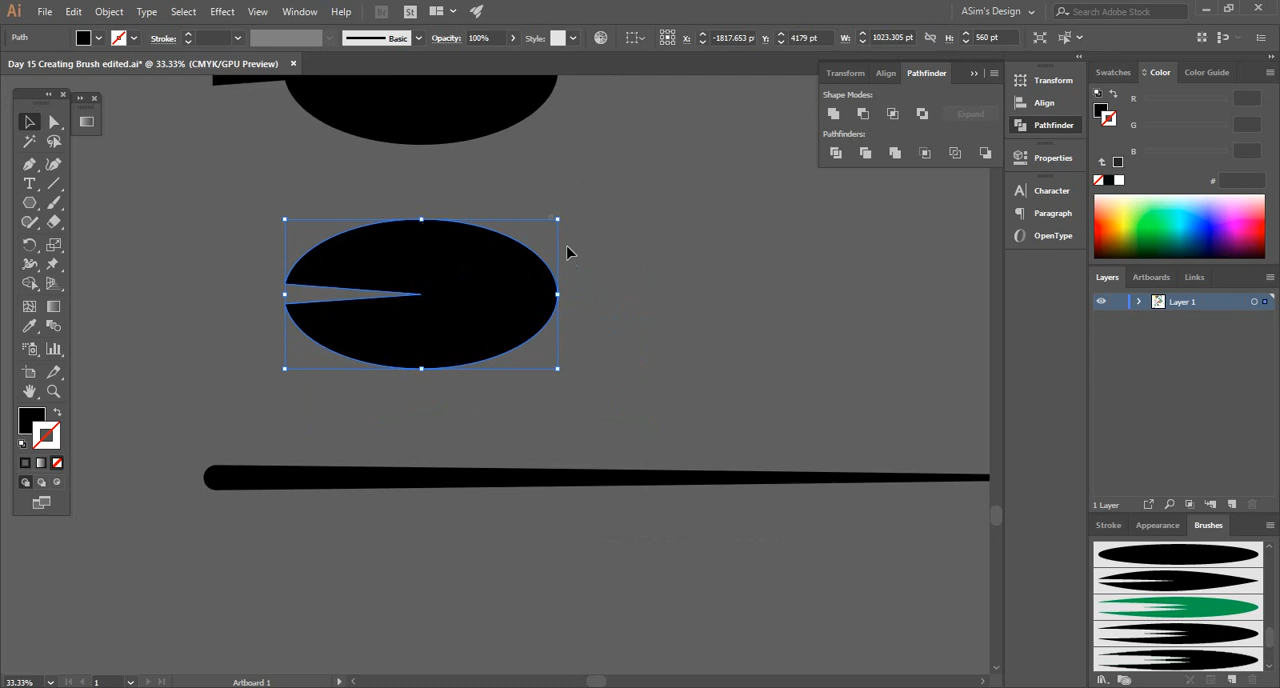 Ai File Edit Object Type Select Effect View Window Help Br St ASim's Design Search Adobe Stock
Path Stroke: Basic Opacity: 100% Style: X: -1817.653 p Y: 4179 pt W: 1023.305 p H: 560 pt
Day 15 Creating Brush edited.ai* @ 33.33% (CMYK/GPU Preview)
Transform Align Pathfinder
Shape Modes:
Expand
Pathfinders:
Transform
Align
Pathfinder
Properties
Character
Paragraph
OpenType
Swatches Color Color Guide
R
G
B
#
Layers Artboards Links
Layer 1
1 Layer
Stroke Appearance Brushes
33.33% 1 Artboard 1